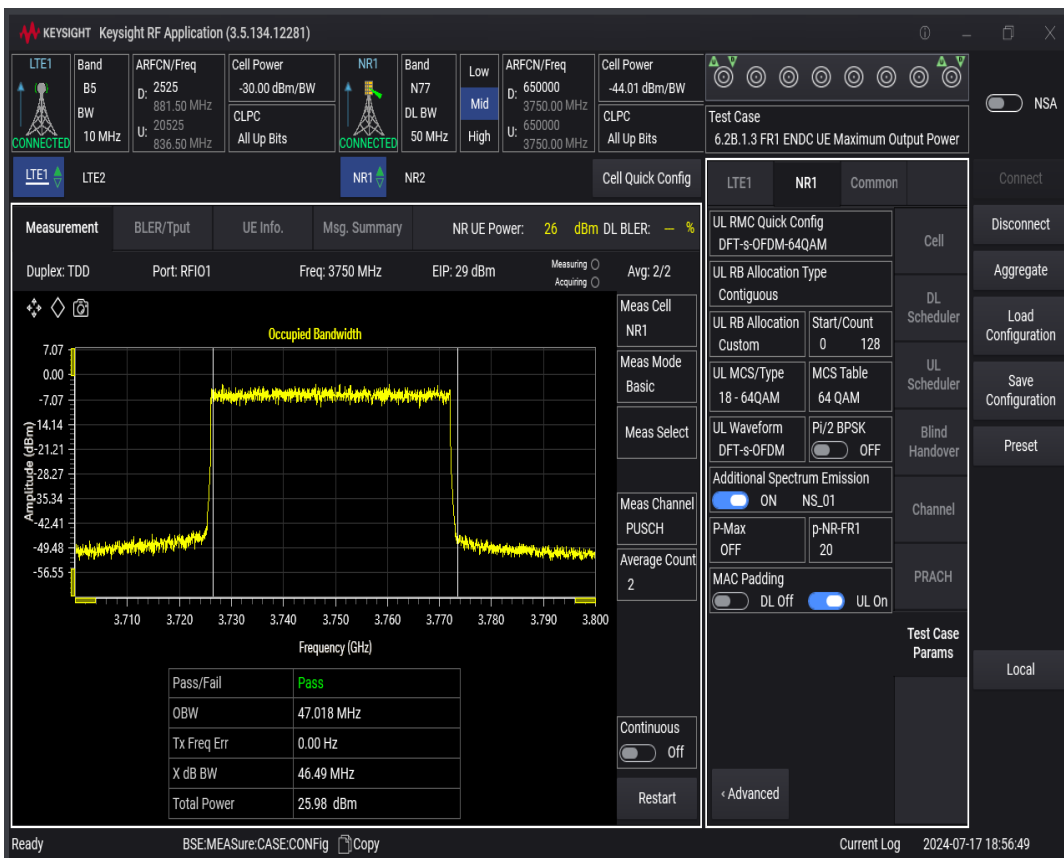 KEYSIGHT Keysight RF Application (3.5.134.12281)
LTE1 Band ARFCN/Freq Cell Power NR1 Band Low ARFCN/Freq Cell Power
B5 D: 2525 -30.00 dBm/BW N77 Mid D: 650000 -44.01 dBm/BW
881.50 MHz 3750.00 MHz
BW CLPC DL BW High CLPC Test Case
CONNECTED 10 MHz U: 20525 All Up Bits CONNECTED 50 MHz U: 650000 All Up Bits 6.2B.1.3 FR1 ENDC UE Maximum Output Power
836.50 MHz 3750.00 MHz
NSA
LTE1 LTE2 NR1 NR2 Cell Quick Config
Measurement BLER/Tput UE Info. Msg. Summary NR UE Power: 26 dBm DL BLER: — %
Duplex: TDD Port: RFIO1 Freq: 3750 MHz EIP: 29 dBm Measuring Avg: 2/2
Acquiring
Occupied Bandwidth
Amplitude (dBm)
7.07
0.00
-7.07
-14.14
-21.21
-28.27
-35.34
-42.41
-49.48
-56.55
3.710 3.720 3.730 3.740 3.750 3.760 3.770 3.780 3.790 3.800
Frequency (GHz)
Pass/Fail Pass
OBW 47.018 MHz
Tx Freq Err 0.00 Hz
X dB BW 46.49 MHz
Total Power 25.98 dBm
Meas Cell
NR1
Meas Mode
Basic
Meas Select
Meas Channel
PUSCH
Average Count
2
Continuous
Off
Restart
LTE1 NR1 Common
UL RMC Quick Config
DFT-s-OFDM-64QAM
UL RB Allocation Type
Contiguous
UL RB Allocation Start/Count
Custom 0 128
UL MCS/Type MCS Table
18 - 64QAM 64 QAM
UL Waveform Pi/2 BPSK
DFT-s-OFDM OFF
Additional Spectrum Emission
ON NS_01
P-Max p-NR-FR1
OFF 20
MAC Padding
DL Off UL On
‹ Advanced
Cell
DL
Scheduler
UL
Scheduler
Blind
Handover
Channel
PRACH
Test Case
Params
Connect
Disconnect
Aggregate
Load
Configuration
Save
Configuration
Preset
Local
Ready BSE:MEASure:CASE:CONFig Copy Current Log 2024-07-17 18:56:49